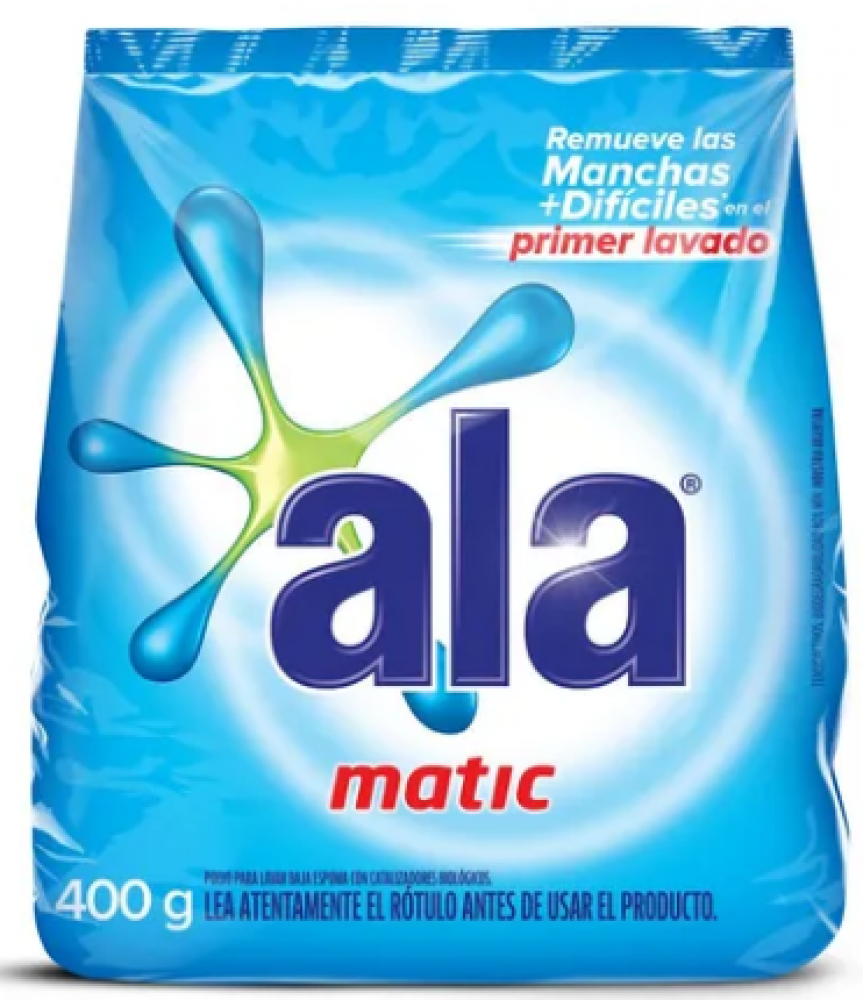 Remueve las
Manchas
+Difíciles* en el
primer lavado
ala®
matic
POLVO PARA LAVAR BAJA ESPUMA CON CATALIZADORES BIOLÓGICOS.
400 g LEA ATENTAMENTE EL RÓTULO ANTES DE USAR EL PRODUCTO.